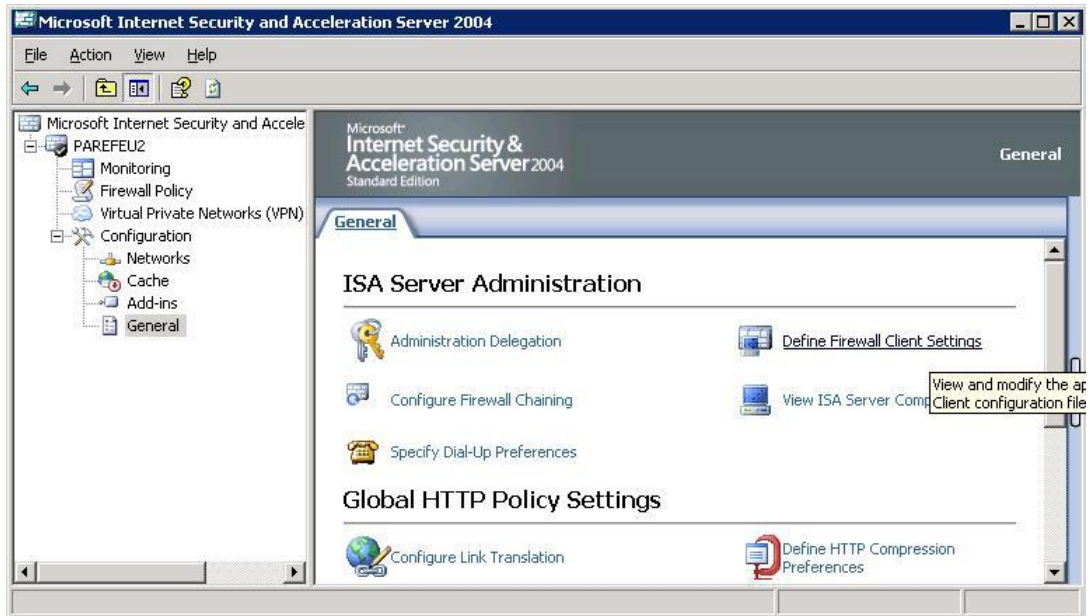 Microsoft Internet Security and Acceleration Server 2004
File Action View Help
Microsoft Internet Security and Accele
PAREFEU2
Monitoring
Firewall Policy
Virtual Private Networks (VPN)
Configuration
Networks
Cache
Add-ins
General
Microsoft
Internet Security &
Acceleration Server 2004
Standard Edition
General
General
ISA Server Administration
Administration Delegation
Define Firewall Client Settings
View and modify the ap
Client configuration file
Configure Firewall Chaining
View ISA Server Comp
Specify Dial-Up Preferences
Global HTTP Policy Settings
Configure Link Translation
Define HTTP Compression
Preferences